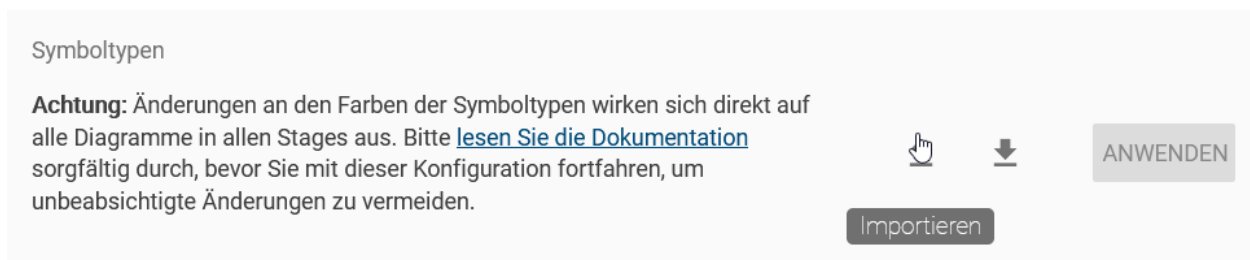 Symboltypen
Achtung: Änderungen an den Farben der Symboltypen wirken sich direkt auf
alle Diagramme in allen Stages aus. Bitte lesen Sie die Dokumentation
sorgfältig durch, bevor Sie mit dieser Konfiguration fortfahren, um
unbeabsichtigte Änderungen zu vermeiden.
ANWENDEN
Importieren